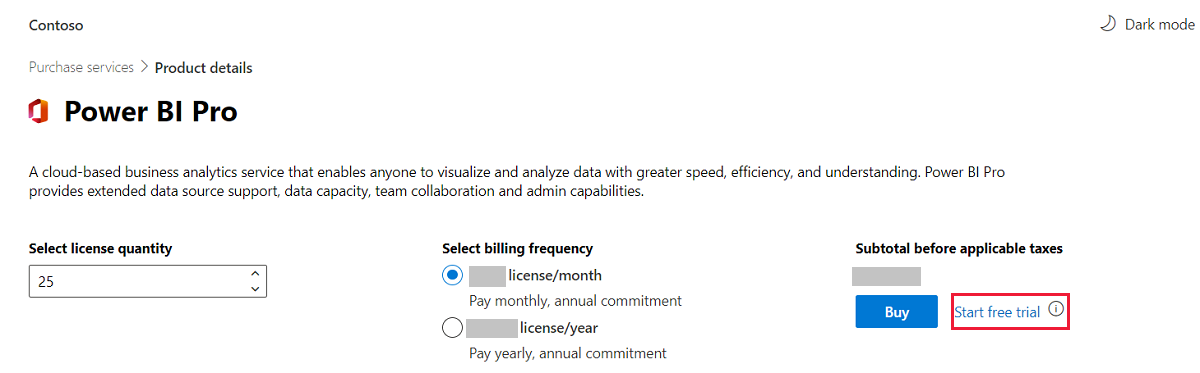 Contoso
Dark mode
Purchase services > Product details
Power BI Pro
A cloud-based business analytics service that enables anyone to visualize and analyze data with greater speed, efficiency, and understanding. Power BI Pro
provides extended data source support, data capacity, team collaboration and admin capabilities.
Select license quantity
25
Select billing frequency
license/month
Pay monthly, annual commitment
license/year
Pay yearly, annual commitment
Subtotal before applicable taxes
Buy
Start free trial